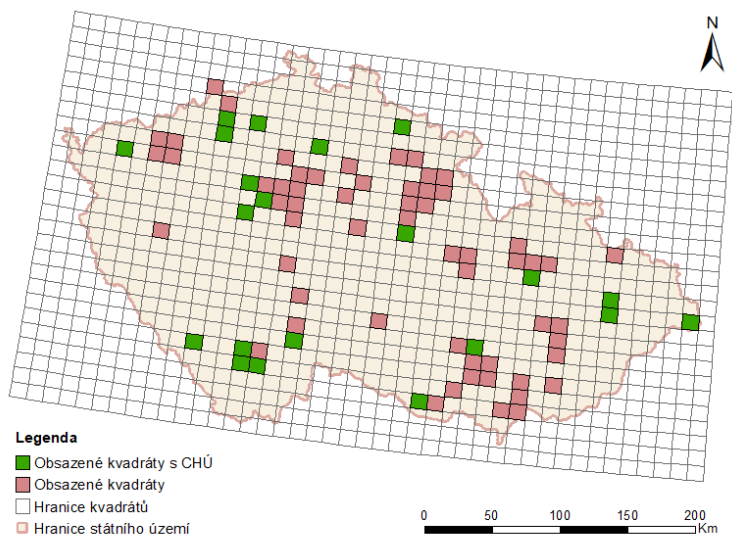 N
Legenda
Obsazené kvadráty s CHÚ
Obsazené kvadráty
Hranice kvadrátů
Hranice státního území
0 50 100 150 200
Km